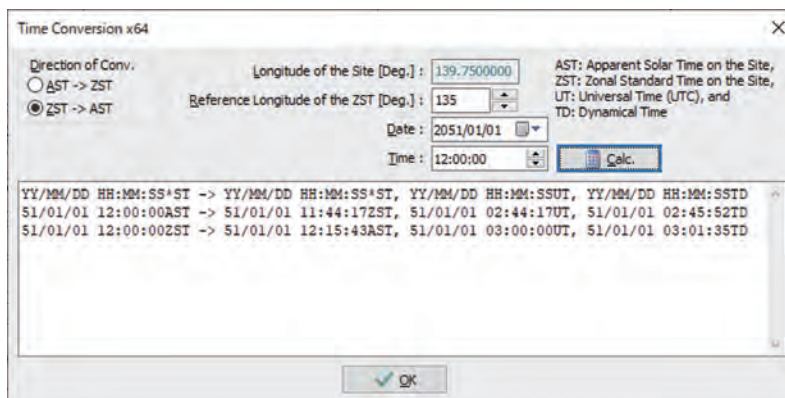 Time Conversion x64
Direction of Conv.
AST -> ZST
ZST -> AST
Longitude of the Site [Deg.] : 139.7500000
Reference Longitude of the ZST [Deg.] : 135
Date : 2051/01/01
Time : 12:00:00
AST: Apparent Solar Time on the Site,
ZST: Zonal Standard Time on the Site,
UT: Universal Time (UTC), and
TD: Dynamical Time
Calc.
YY/MM/DD HH:MM:SS*ST -> YY/MM/DD HH:MM:SS*ST, YY/MM/DD HH:MM:SSUT, YY/MM/DD HH:MM:SSTD
51/01/01 12:00:00AST -> 51/01/01 11:44:17ZST, 51/01/01 02:44:17UT, 51/01/01 02:45:52TD
51/01/01 12:00:00ZST -> 51/01/01 12:15:43AST, 51/01/01 03:00:00UT, 51/01/01 03:01:35TD
OK